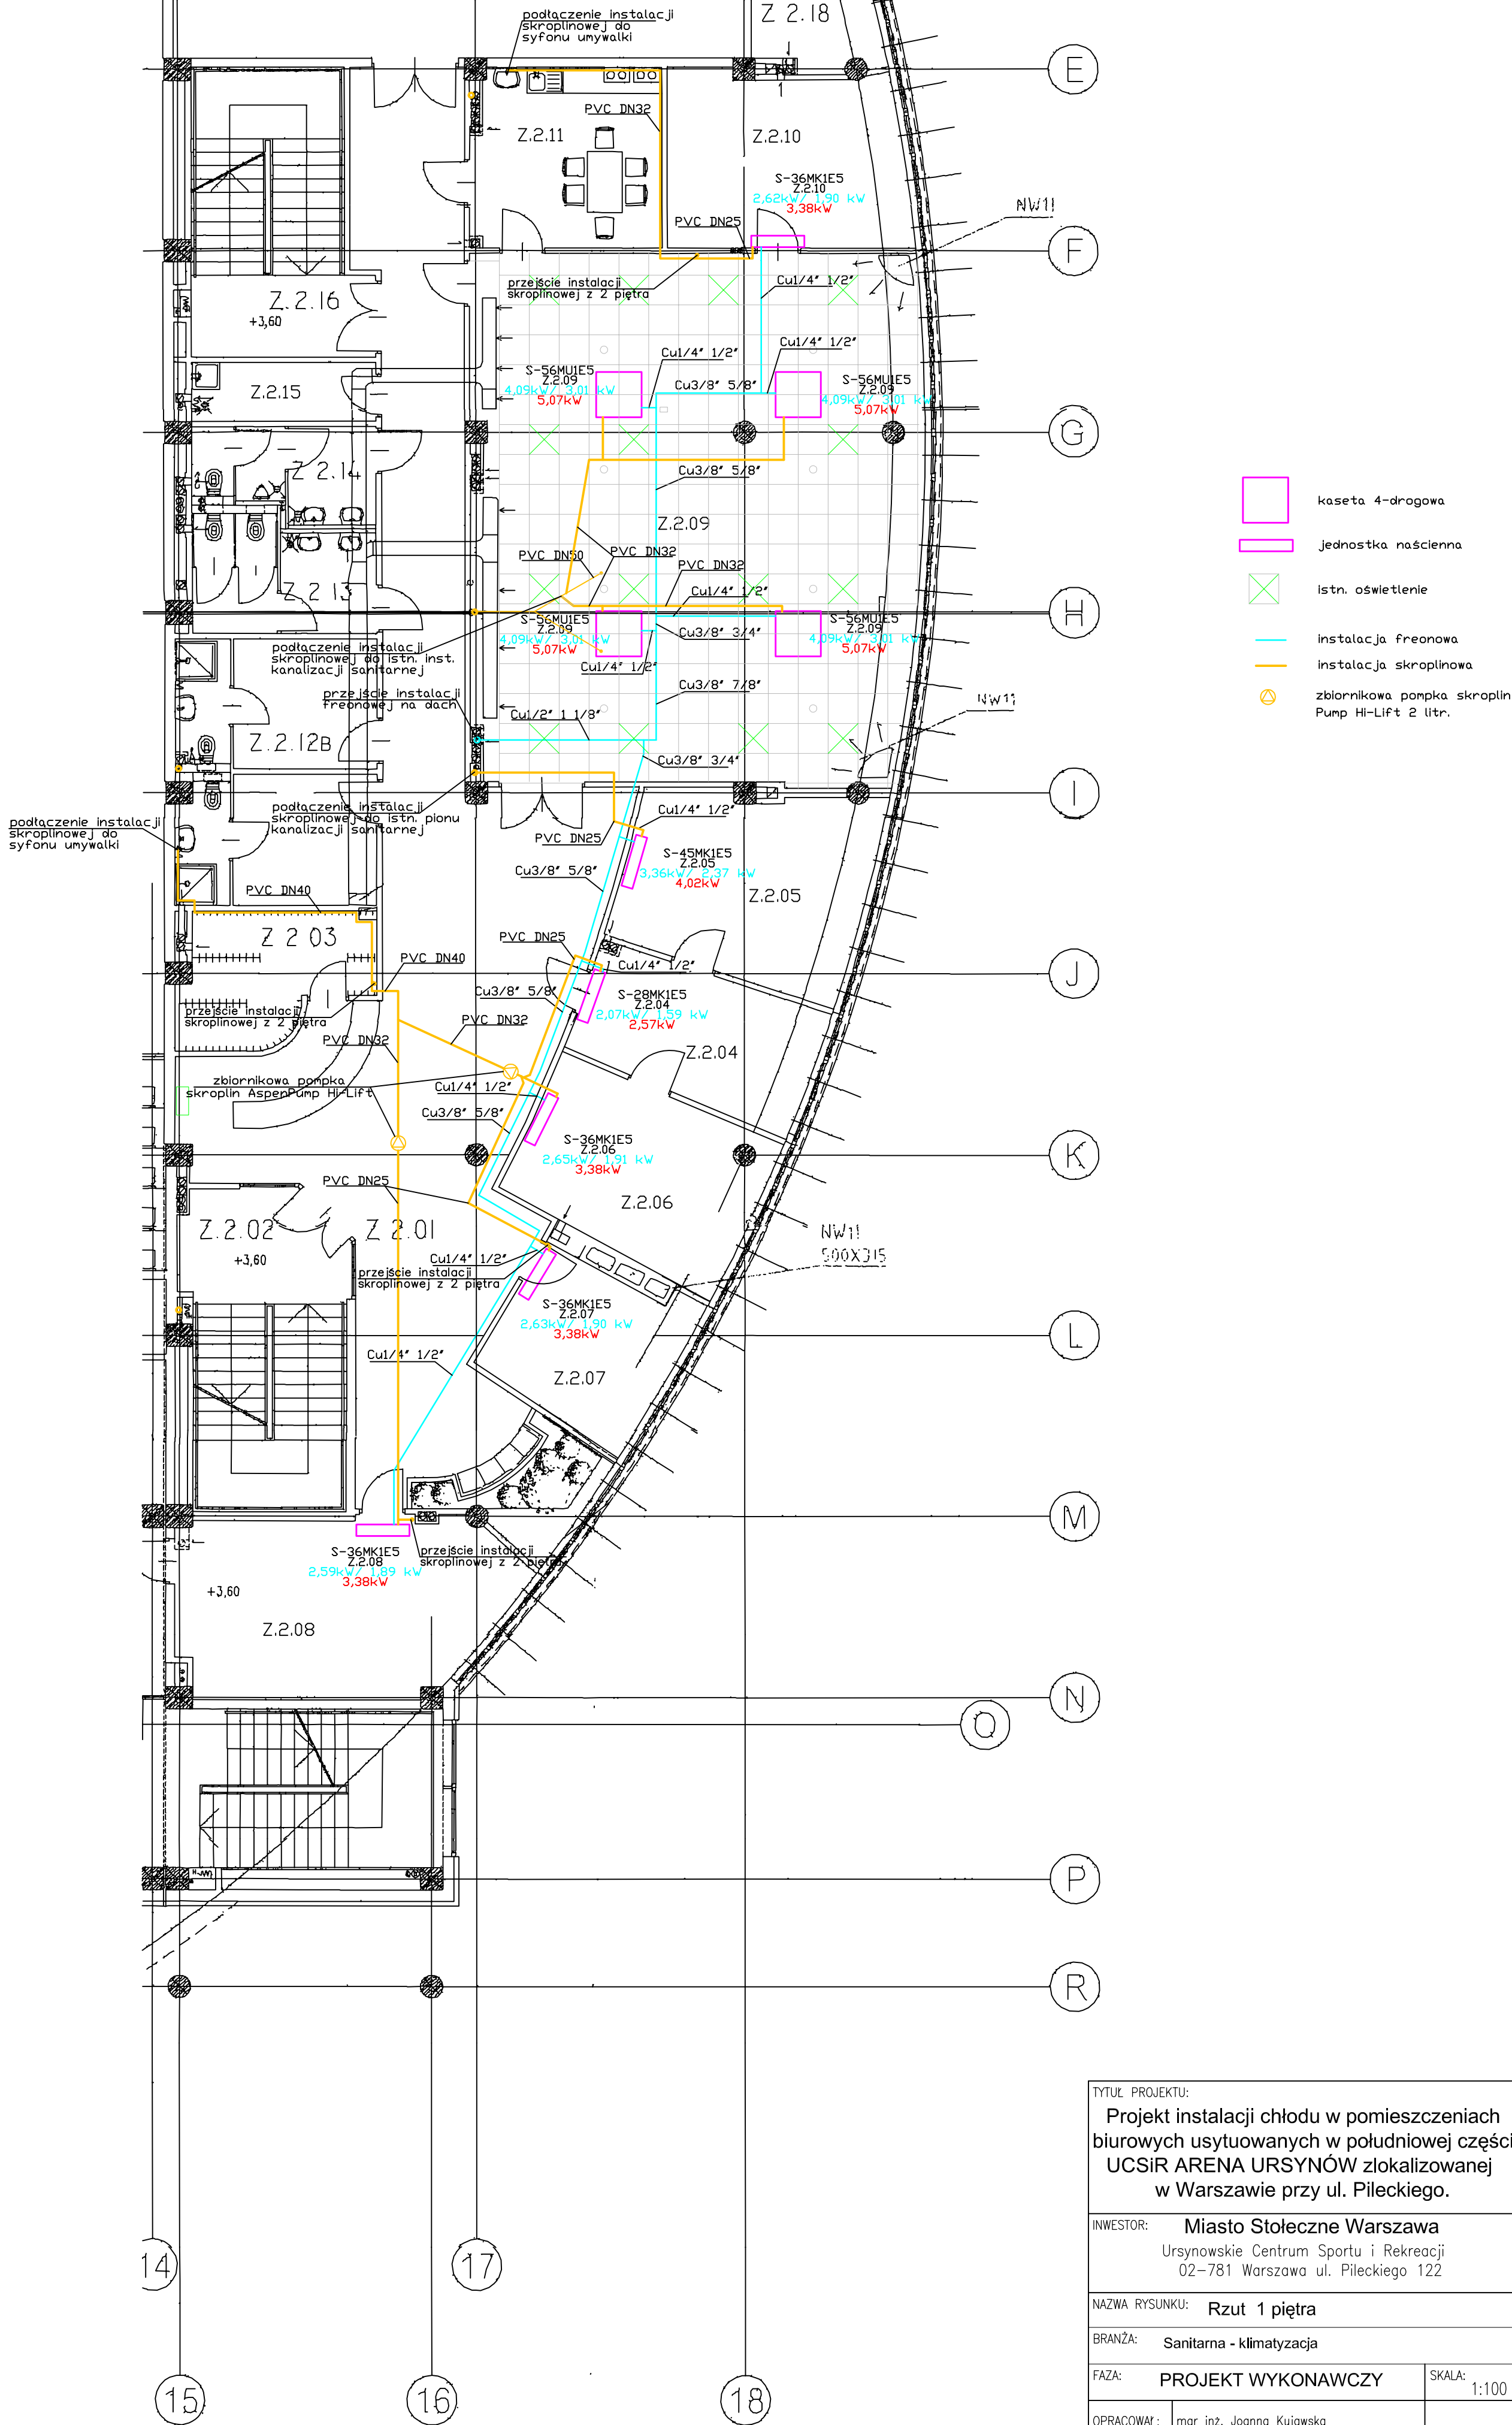 podłączenie instalacji
skroplinowej do
syfonu umywalki
Z 2.18
E
PVC DN32
Z.2.11
Z.2.10
S-36MK1E5
Z.2.10
2,62kW/ 1,90 kW
3,38kW
PVC DN25
NW11
F
przejście instalacji
skroplinowej z 2 piętra
Cu1/4" 1/2"
Z.2.16
+3,60
Cu1/4" 1/2"
Cu1/4" 1/2"
Z.2.15
S-56MU1E5
Z.2.09
4,09kW/ 3,01 kW
5,07kW
Cu3/8" 5/8"
S-56MU1E5
Z.2.09
4,09kW/ 3,01 kW
5,07kW
G
Z 2.14
Cu3/8" 5/8"
kaseta 4-drogowa
Z.2.09
jednostka naścienna
PVC DN50
PVC DN32
PVC DN32
Z 2 13
Cu1/4" 1/2"
istn. oświetlenie
H
S-56MU1E5
Z.2.09
4,09kW/ 3,01 kW
5,07kW
Cu3/8" 3/4"
S-56MU1E5
Z.2.09
4,09kW/ 3,01 kW
5,07kW
instalacja freonowa
podłączenie instalacji
skroplinowej do istn. inst.
kanalizacji sanitarnej
Cu1/4" 1/2"
instalacja skroplinowa
przejście instalacji
freonowej na dach
Cu3/8" 7/8"
zbiornikowa pompka skroplin
Pump Hi-Lift 2 litr.
NW11
Cu1/2" 1 1/8"
Z.2.12B
Cu3/8" 3/4"
I
podłączenie instalacji
skroplinowej do istn. pionu
kanalizacji sanitarnej
Cu1/4" 1/2"
podłączenie instalacji
skroplinowej do
syfonu umywalki
PVC DN25
S-45MK1E5
Z.2.05
3,36kW/ 2,37 kW
4,02kW
Cu3/8" 5/8"
PVC DN40
Z.2.05
Z 2 03
PVC DN25
PVC DN40
Cu1/4" 1/2"
J
Cu3/8" 5/8"
S-28MK1E5
Z.2.04
2,07kW/ 1,59 kW
2,57kW
przejście instalacji
skroplinowej z 2 piętra
PVC DN32
PVC DN32
Z.2.04
zbiornikowa pompka
skroplin AspenPump Hi-Lift
Cu1/4" 1/2"
Cu3/8" 5/8"
S-36MK1E5
Z.2.06
2,65kW/ 1,91 kW
3,38kW
K
PVC DN25
Z.2.06
Z.2.02
Z 2.01
+3,60
NW11
500X315
Cu1/4" 1/2"
przejście instalacji
skroplinowej z 2 piętra
S-36MK1E5
Z.2.07
2,63kW/ 1,90 kW
3,38kW
L
Cu1/4" 1/2"
Z.2.07
M
S-36MK1E5
Z.2.08
2,59kW/ 1,89 kW
3,38kW
przejście instalacji
skroplinowej z 2 piętra
+3,60
Z.2.08
N
O
P
R
TYTUŁ PROJEKTU:
Projekt instalacji chłodu w pomieszczeniach
biurowych usytuowanych w południowej części
UCSiR ARENA URSYNÓW zlokalizowanej
w Warszawie przy ul. Pileckiego.
INWESTOR: Miasto Stołeczne Warszawa
Ursynowskie Centrum Sportu i Rekreacji
02-781 Warszawa ul. Pileckiego 122
14
17
NAZWA RYSUNKU: Rzut 1 piętra
BRANŻA: Sanitarna - klimatyzacja
FAZA: PROJEKT WYKONAWCZY
SKALA: 1:100
15
16
18
OPRACOWAŁ: mgr inż. Joanna Kujawska